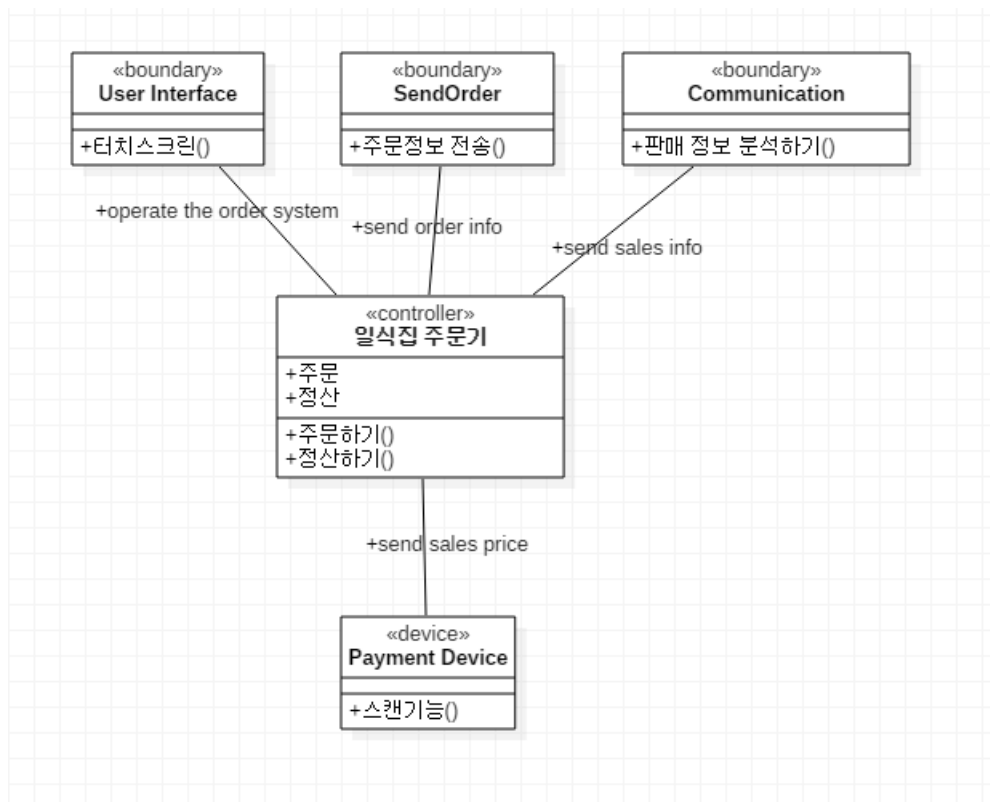 «boundary»
User Interface
+터치스크린()
«boundary»
SendOrder
+주문정보 전송()
«boundary»
Communication
+판매 정보 분석하기()
+operate the order system
+send order info
+send sales info
«controller»
일식집 주문기
+주문
+정산
+주문하기()
+정산하기()
+send sales price
«device»
Payment Device
+스캔기능()